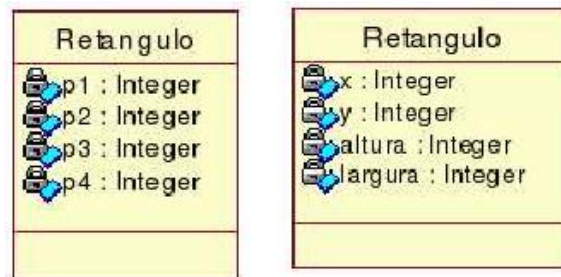 Retangulo
p1 : Integer
p2 : Integer
p3 : Integer
p4 : Integer
Retangulo
x : Integer
y : Integer
altura : Integer
largura : Integer